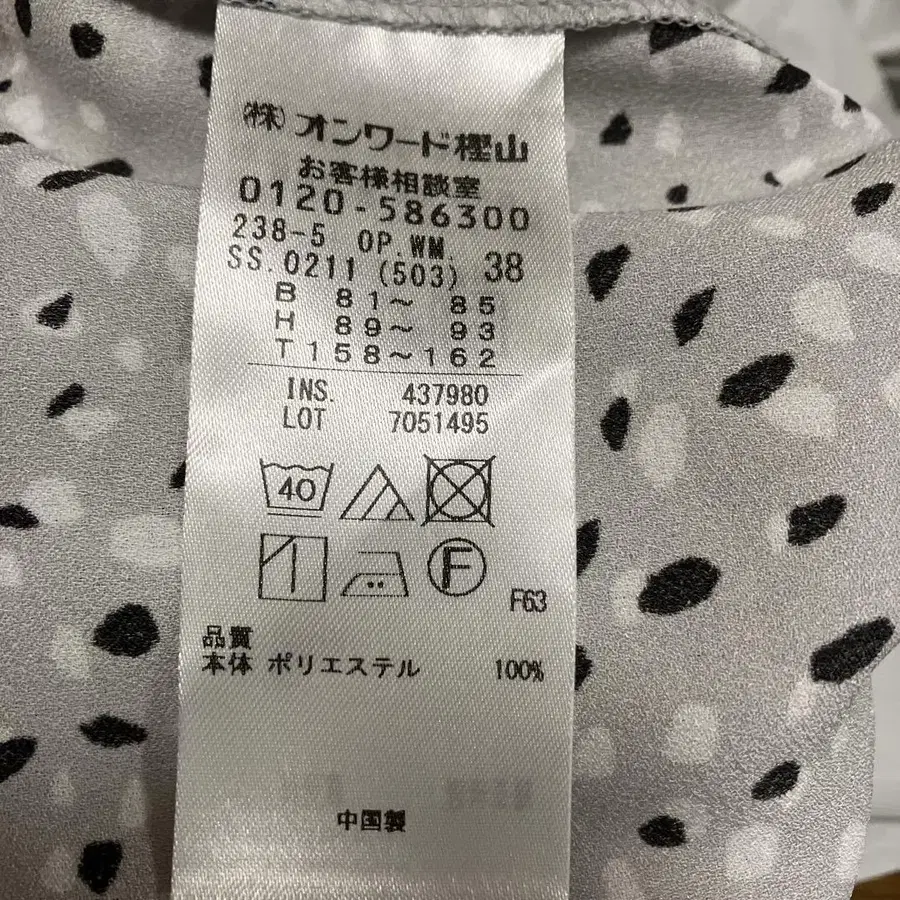 ㈱オンワード樫山
お客様相談室
0120-586300
238-5 OP.WM. 38
SS.0211 (503)
B 81～ 85
H 89～ 93
T158～162
INS. 437980
LOT 7051495
40
F
F63
品質
本体 ポリエステル 100%
中国製